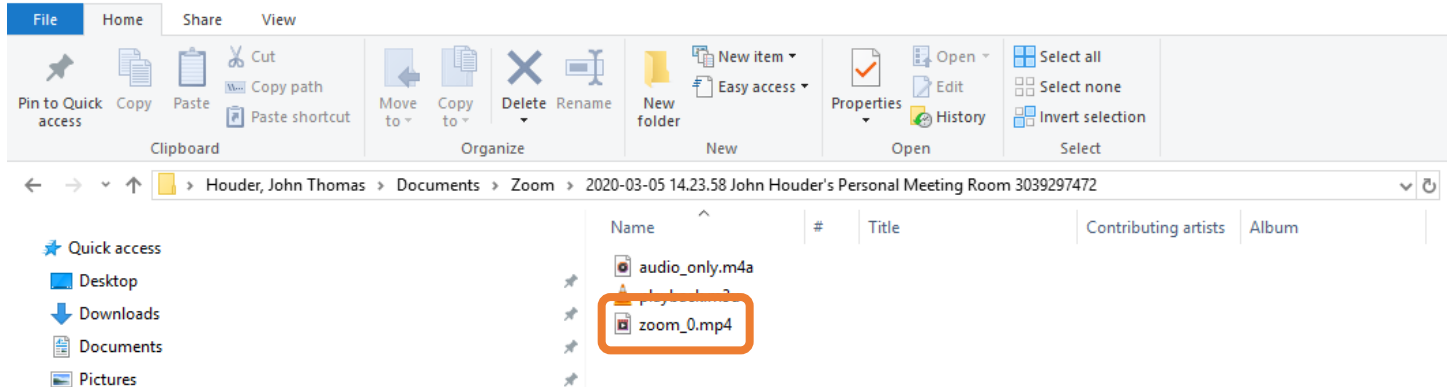 File Home Share View
Pin to Quick access
Copy
Paste
Cut
Copy path
Paste shortcut
Clipboard
Move to
Copy to
Delete
Rename
Organize
New folder
New item
Easy access
New
Properties
Open
Edit
History
Open
Select all
Select none
Invert selection
Select
Houder, John Thomas > Documents > Zoom > 2020-03-05 14.23.58 John Houder's Personal Meeting Room 3039297472
Name # Title Contributing artists Album
Quick access
Desktop
Downloads
Documents
Pictures
audio_only.m4a
zoom_0.mp4